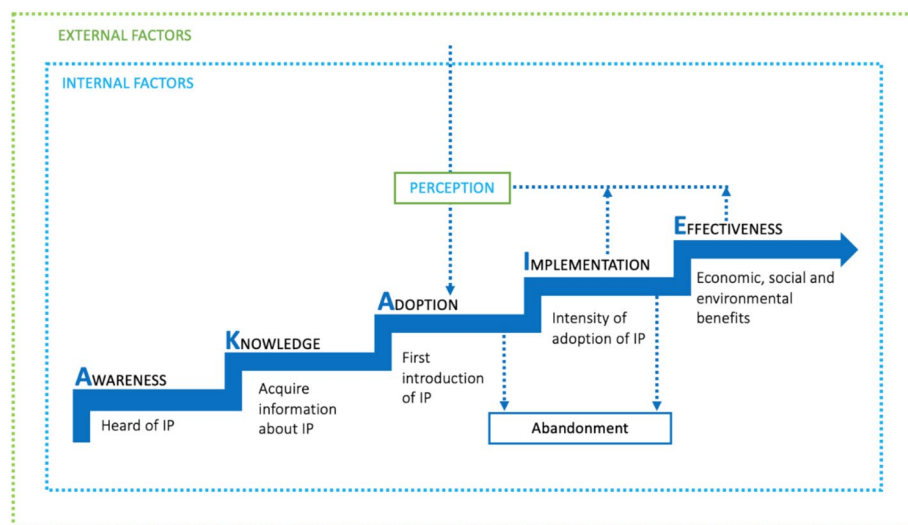 EXTERNAL FACTORS
INTERNAL FACTORS
PERCEPTION
EFFECTIVENESS
Economic, social and
environmental
benefits
IMPLEMENTATION
Intensity of
adoption of IP
ADOPTION
First
introduction
of IP
KNOWLEDGE
Acquire
information
about IP
AWARENESS
Heard of IP
Abandonment